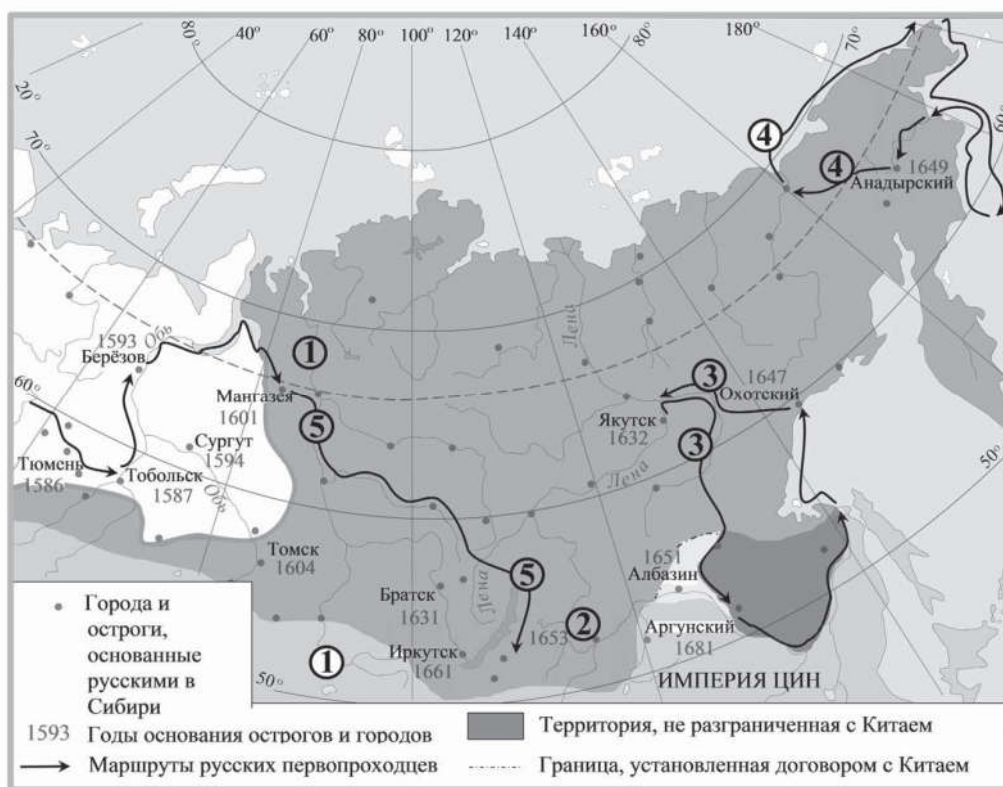 80° 40° 60° 80° 100° 120° 140° 160° 80° 180° 70°
20°
70°
60°
4
4
1649
Анадырский
1593 Обь
Берёзов
Лена
1
3
1647
Охотский
60°
Мангазея
1601
5
Якутск
1632
50°
Сургут
1594
3
Тюмень
1586
Тобольск
1587
Обь
Лена
Томск
1604
1651
Албазин
Братск
1631
Лена
5
1653
2
Аргунский
1681
Иркутск
1661
1
50°
ИМПЕРИЯ ЦИН
Города и
остроги,
основанные
русскими в
Сибири
1593 Годы основания острогов и городов
Маршруты русских первопроходцев
Территория, не разграниченная с Китаем
Граница, установленная договором с Китаем